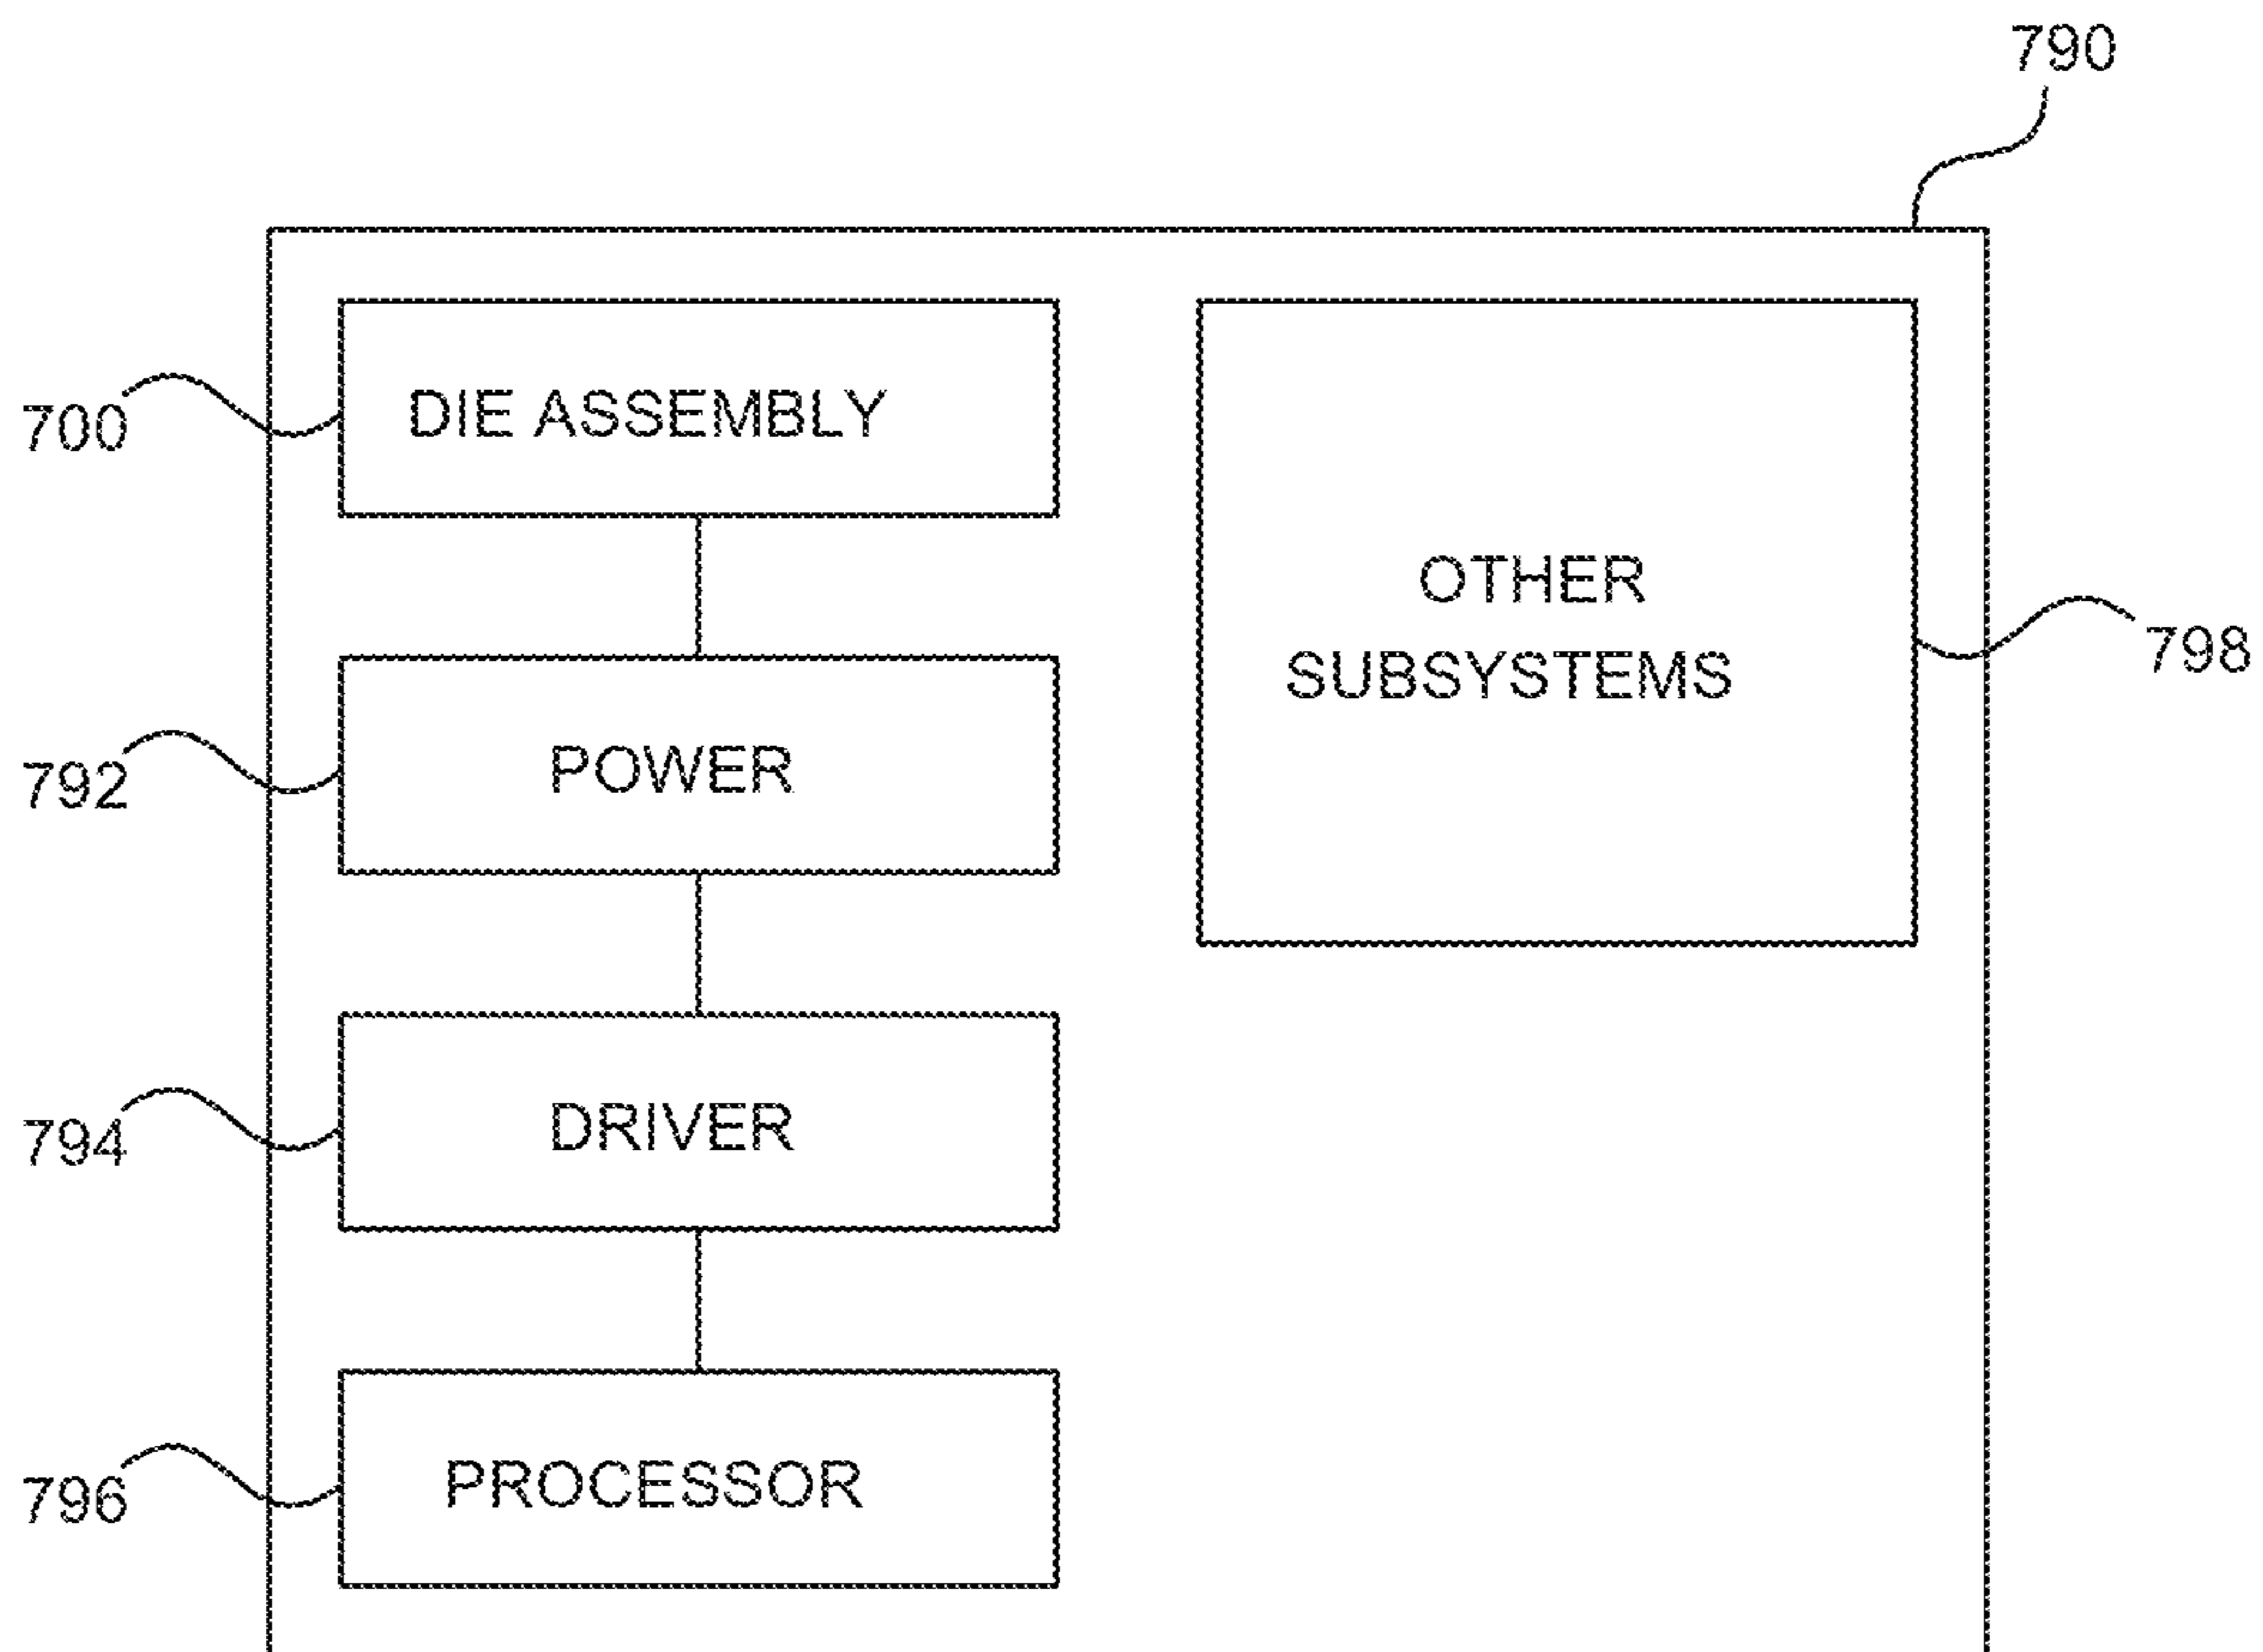 790
700
DIE ASSEMBLY
OTHER
SUBSYSTEMS
798
792
POWER
794
DRIVER
796
PROCESSOR